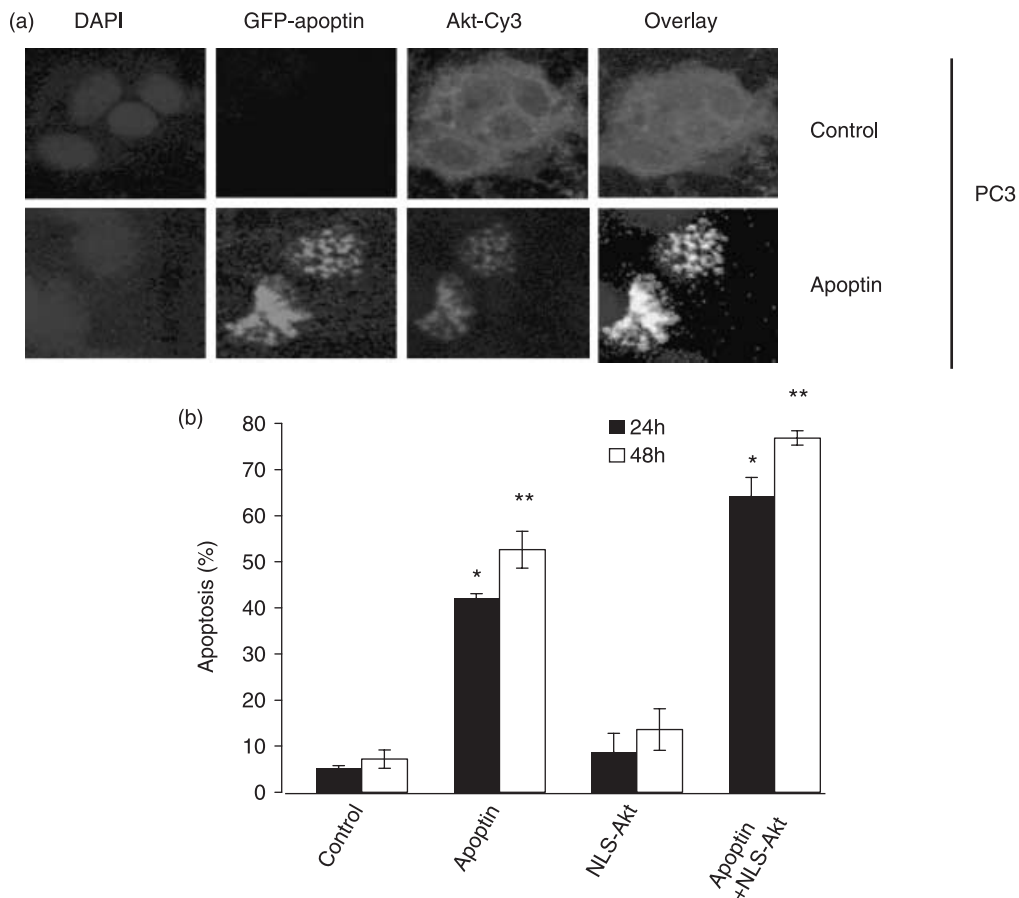 (a) DAPI GFP-apoptin Akt-Cy3 Overlay
Control
Apoptin
PC3
(b)
24h
48h
Apoptosis (%)
80
70
60
50
40
30
20
10
0
*
**
*
**
Control
Apoptin
NLS-Akt
Apoptin
+NLS-Akt